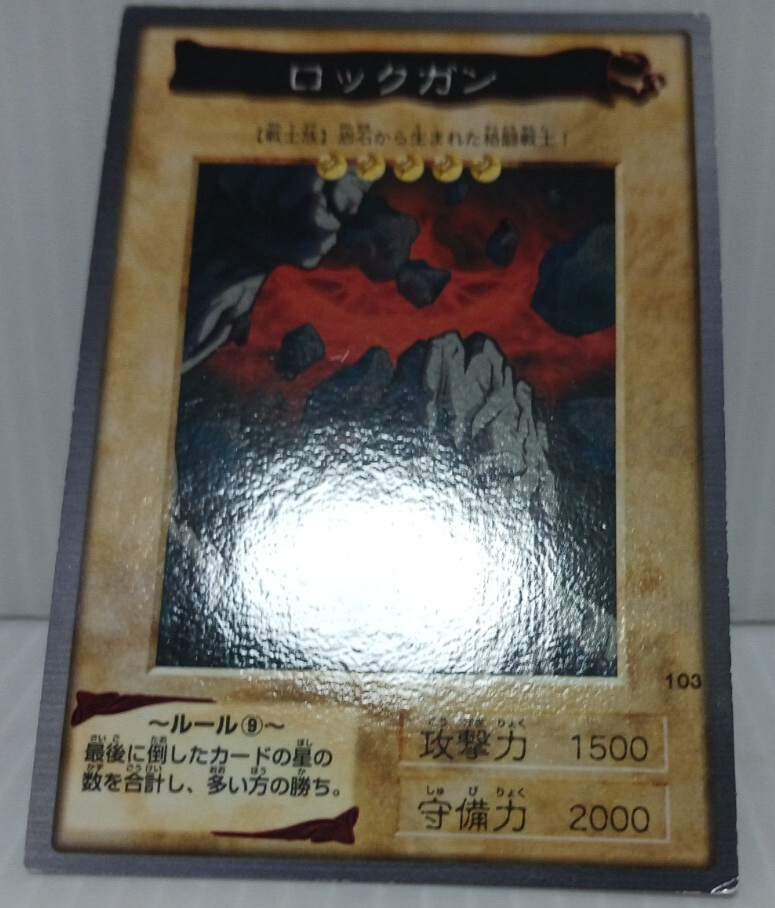 ロックガン
【戦士族】岩石から生まれた格闘戦士！
103
～ルール⑨～
最後に倒したカードの星の
数を合計し、多い方の勝ち。
攻撃力 1500
守備力 2000